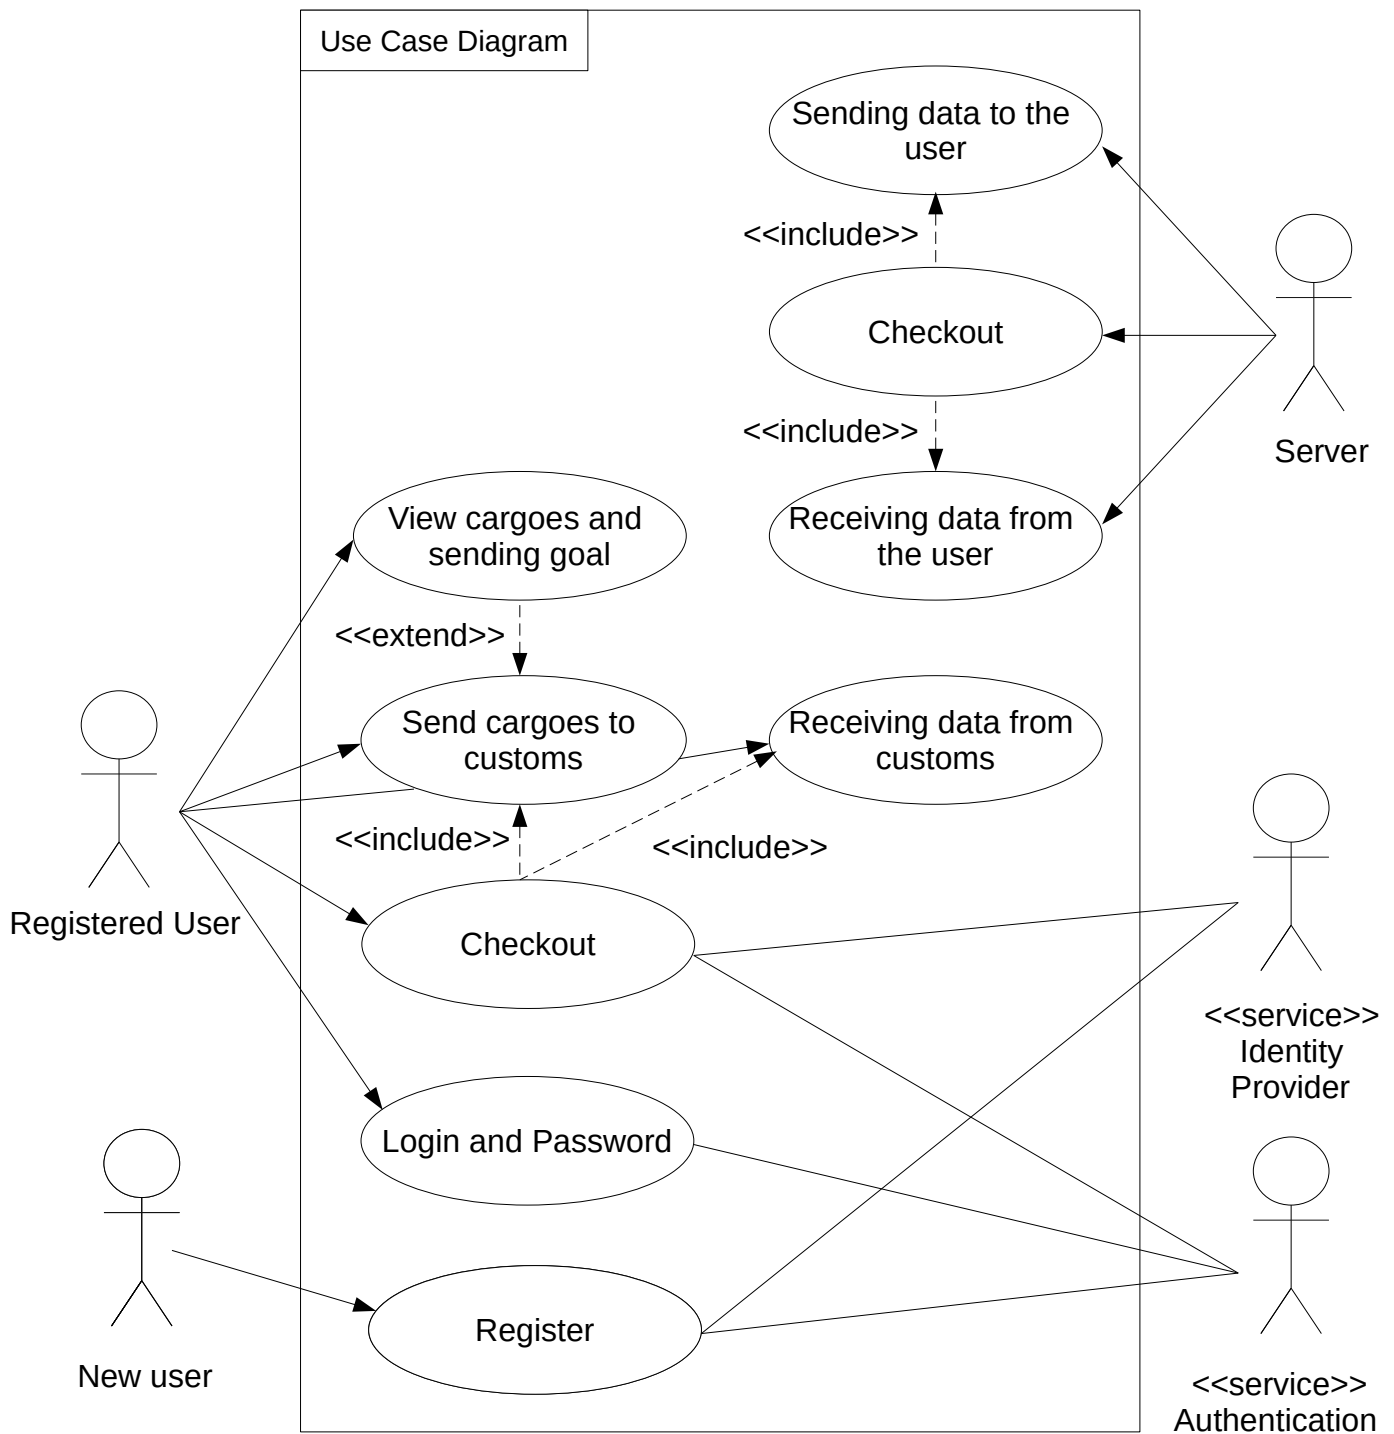 Use Case Diagram
Sending data to the
user
<<include>>
Checkout
<<include>>
Server
View cargoes and
sending goal
Receiving data from
the user
<<extend>>
Send cargoes to
customs
Receiving data from
customs
<<include>>
<<include>>
Registered User
Checkout
<<service>>
Identity
Provider
Login and Password
Register
New user
<<service>>
Authentication